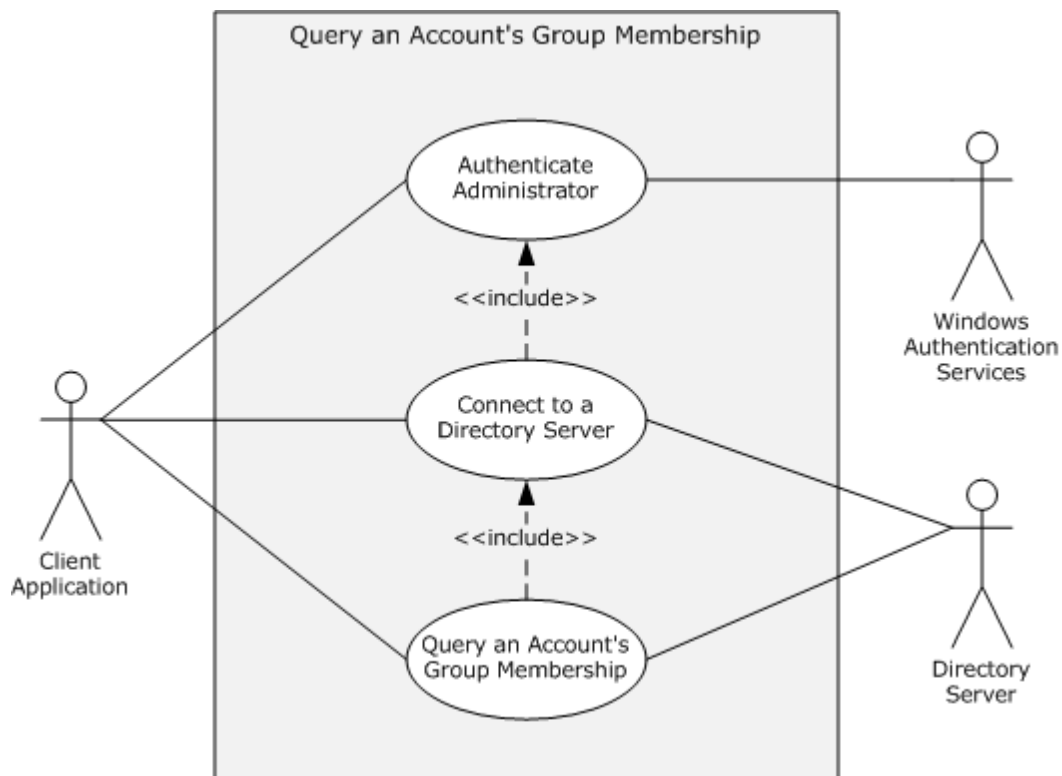 Query an Account's Group Membership
Authenticate
Administrator
<<include>>
Windows
Authentication
Services
Connect to a
Directory Server
<<include>>
Client
Application
Query an Account's
Group Membership
Directory
Server